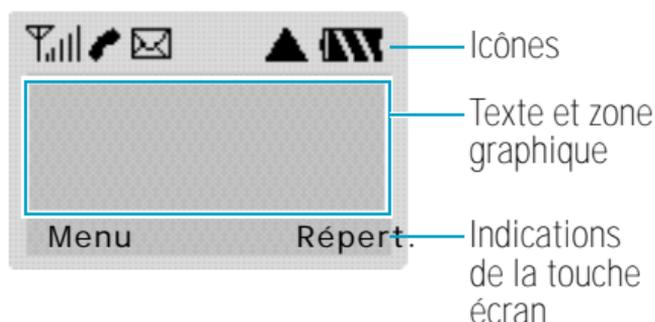 Icônes
Texte et zone
graphique
Menu Répert.
Indications
de la touche
écran